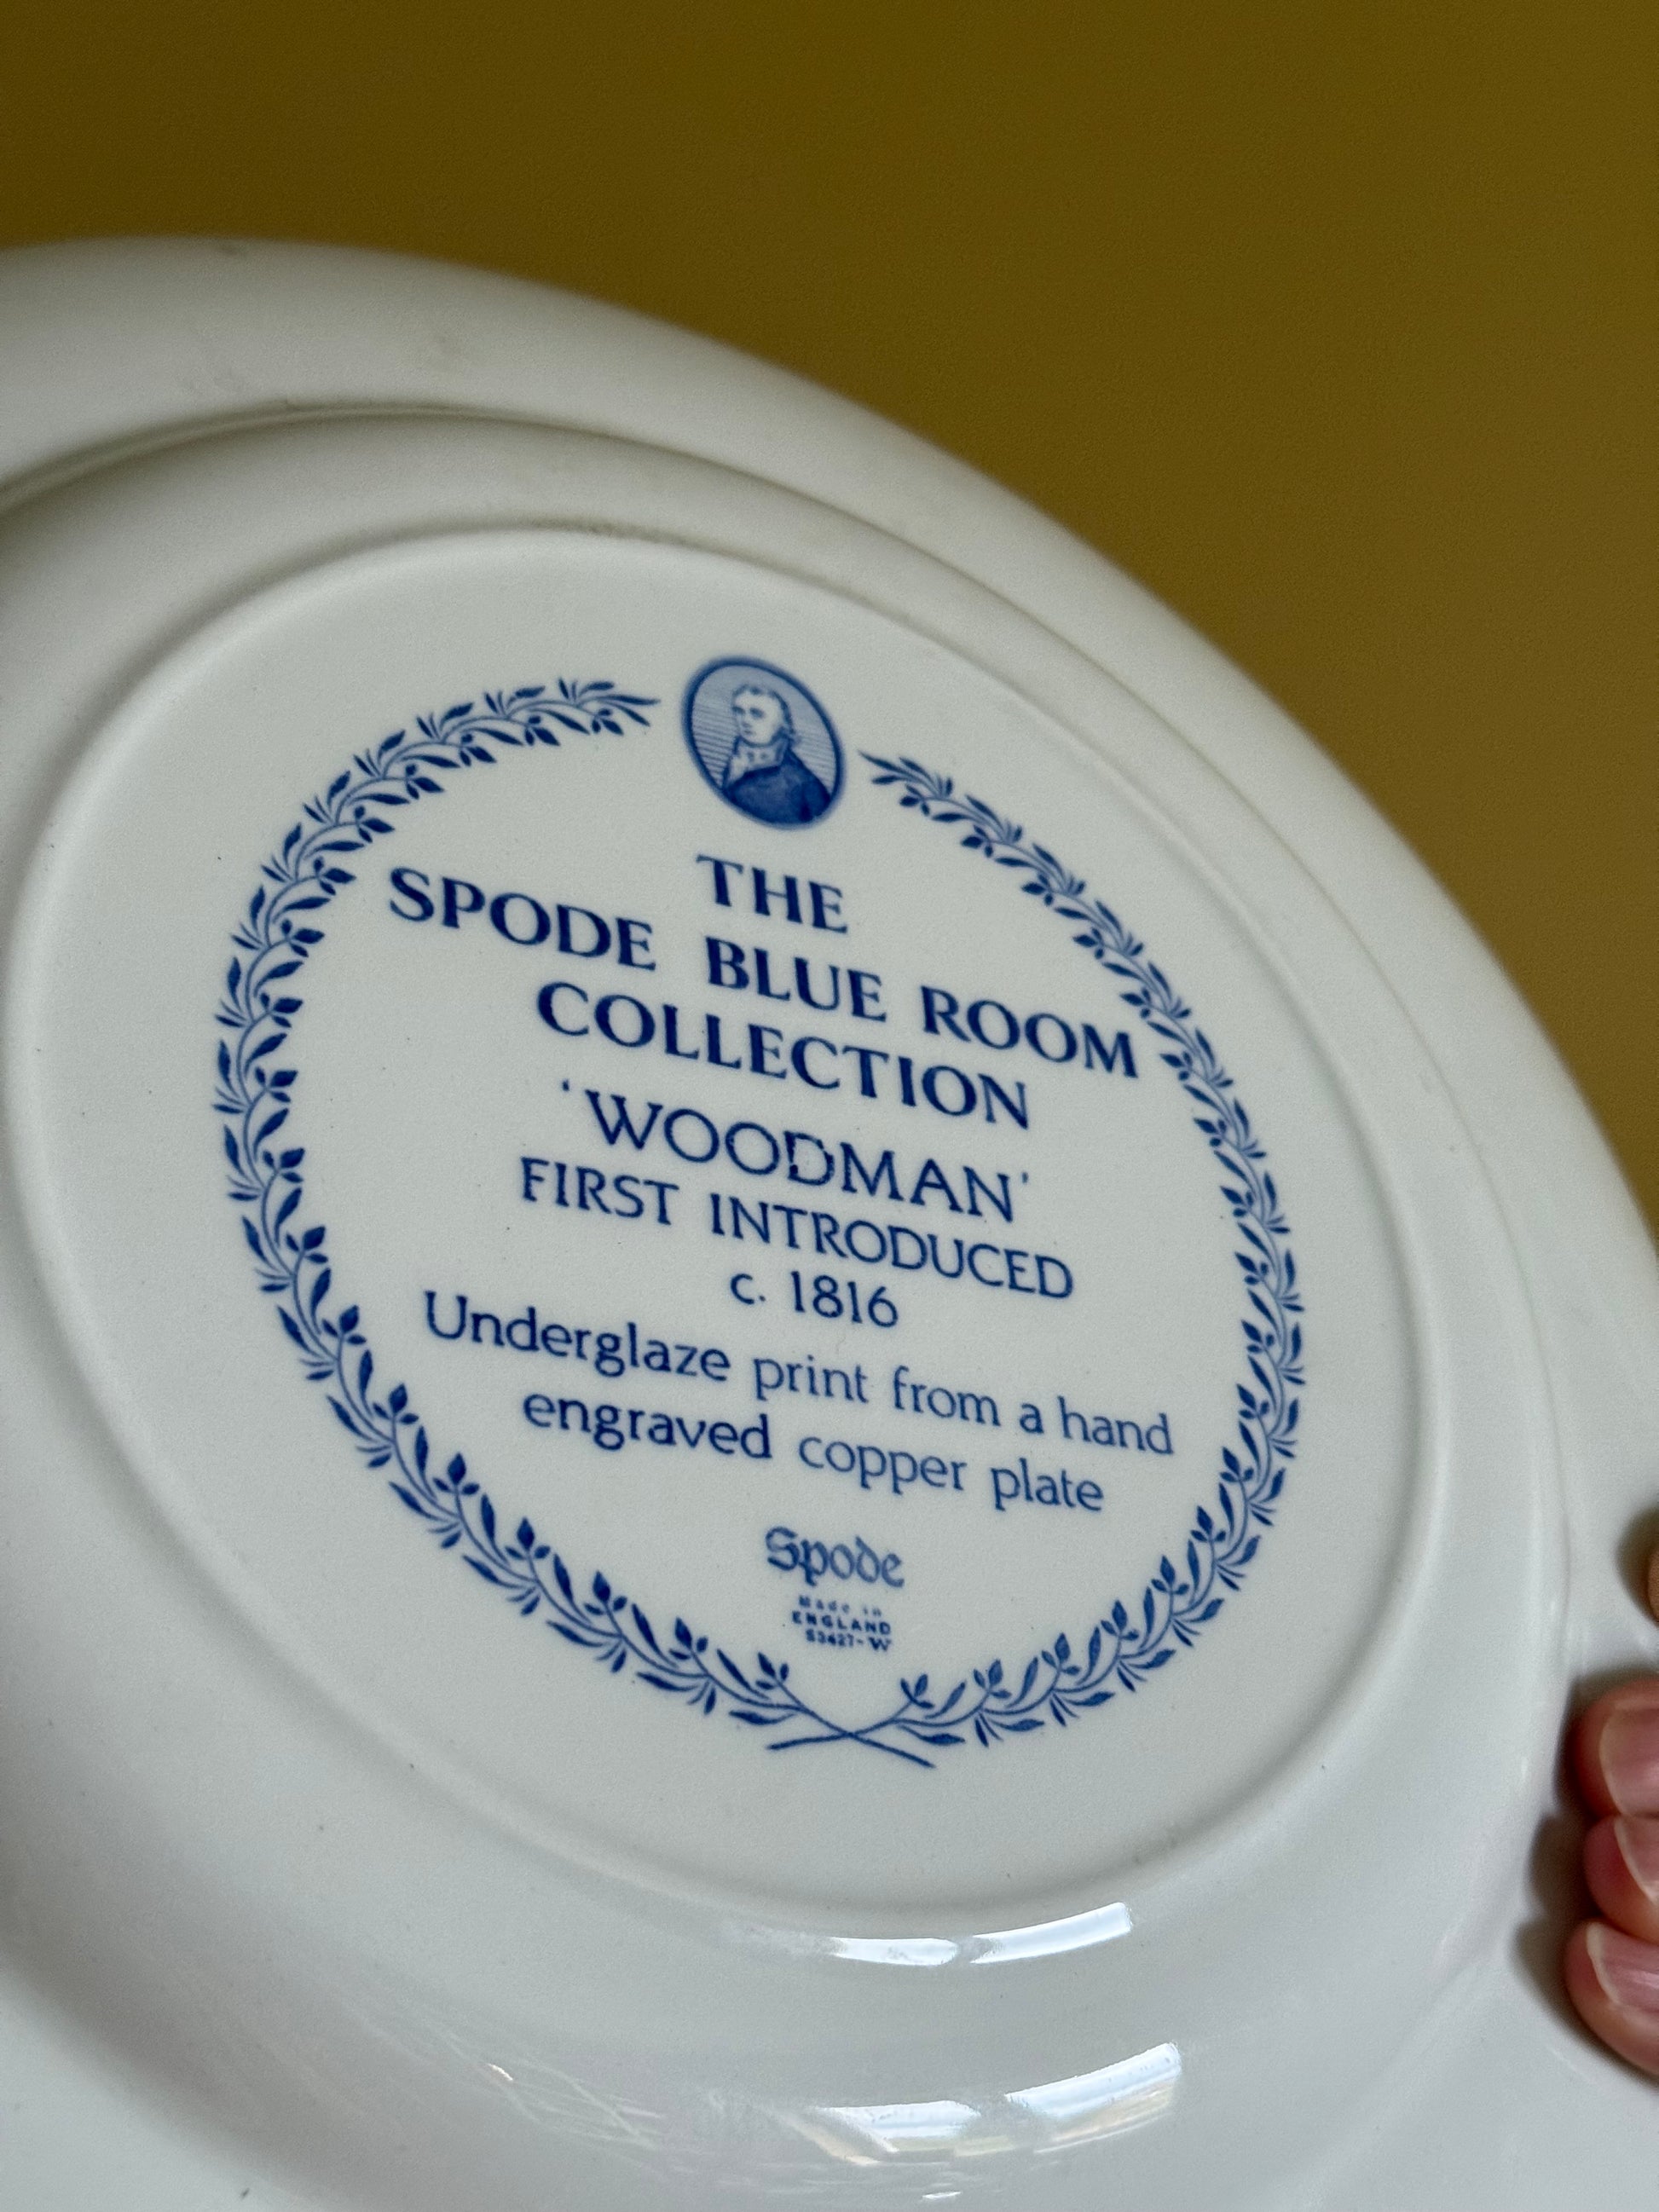 THE
SPODE BLUE ROOM
COLLECTION
‘WOODMAN’
FIRST INTRODUCED
c. 1816
Underglaze print from a hand
engraved copper plate
Spode
Made in
ENGLAND
S3427-W